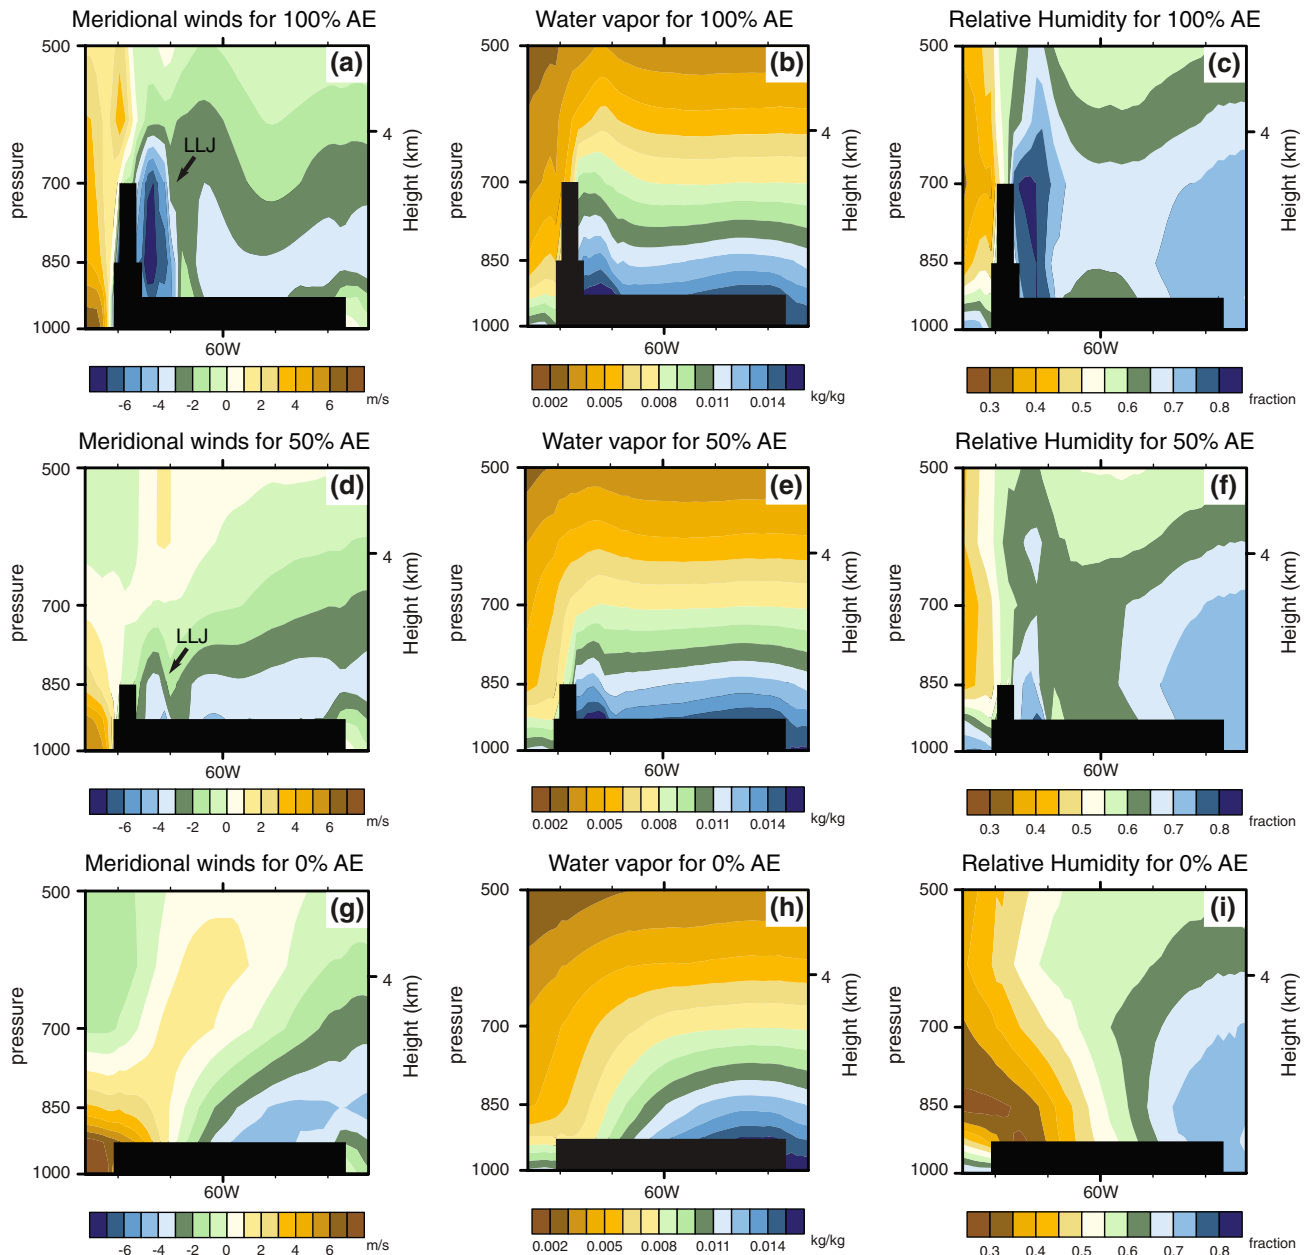 Meridional winds for 100% AE
Water vapor for 100% AE
Relative Humidity for 100% AE
500
(a)
LLJ
4
700
850
1000
pressure
Height (km)
60W
-6 -4 -2 0 2 4 6
m/s
500
(b)
4
700
850
1000
pressure
Height (km)
60W
0.002 0.005 0.008 0.011 0.014
kg/kg
500
(c)
4
700
850
1000
pressure
Height (km)
60W
0.3 0.4 0.5 0.6 0.7 0.8
fraction
Meridional winds for 50% AE
Water vapor for 50% AE
Relative Humidity for 50% AE
500
(d)
4
700
LLJ
850
1000
pressure
Height (km)
60W
-6 -4 -2 0 2 4 6
m/s
500
(e)
4
700
850
1000
pressure
Height (km)
60W
0.002 0.005 0.008 0.011 0.014
kg/kg
500
(f)
4
700
850
1000
pressure
Height (km)
60W
0.3 0.4 0.5 0.6 0.7 0.8
fraction
Meridional winds for 0% AE
Water vapor for 0% AE
Relative Humidity for 0% AE
500
(g)
4
700
850
1000
pressure
Height (km)
60W
-6 -4 -2 0 2 4 6
m/s
500
(h)
4
700
850
1000
pressure
Height (km)
60W
0.002 0.005 0.008 0.011 0.014
kg/kg
500
(i)
4
700
850
1000
pressure
Height (km)
60W
0.3 0.4 0.5 0.6 0.7 0.8
fraction